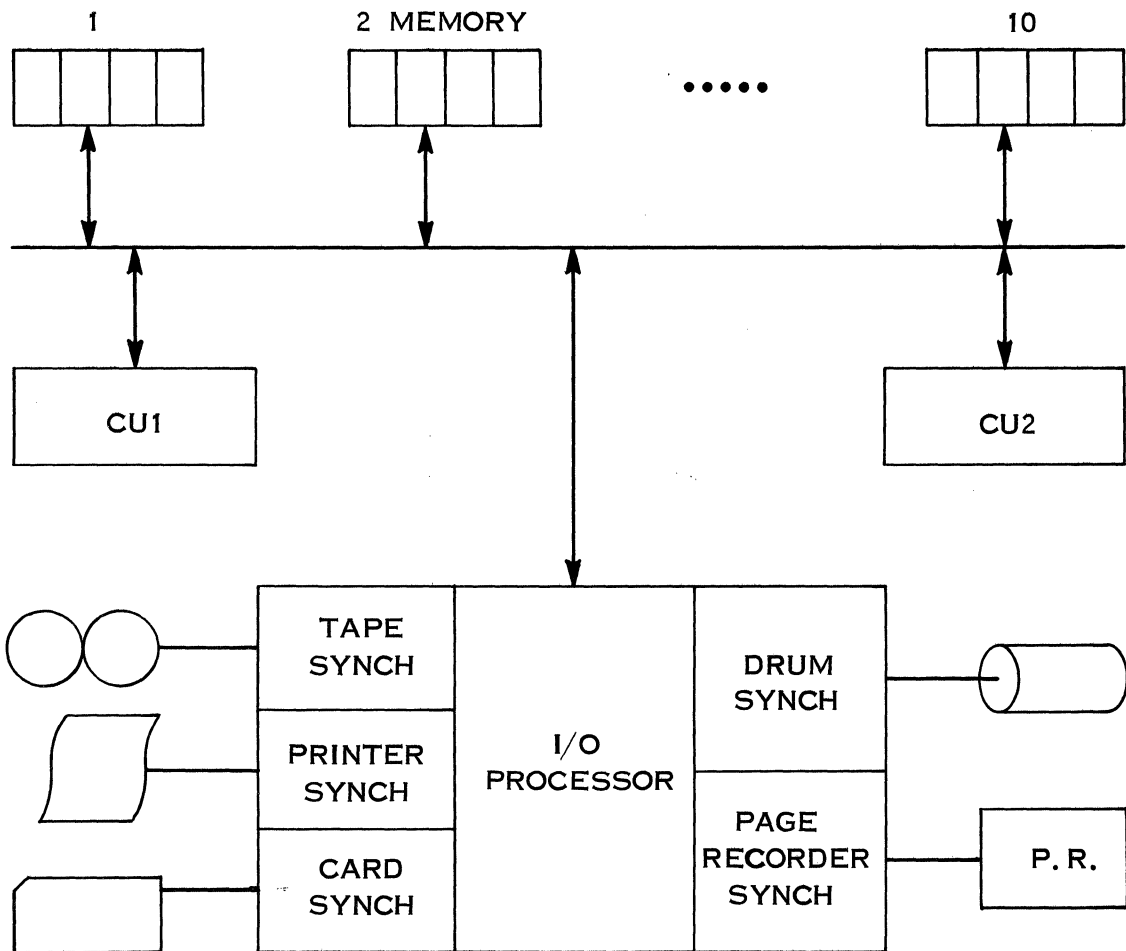 1
2 MEMORY
10
CU1
CU2
TAPE
SYNCH
PRINTER
SYNCH
CARD
SYNCH
I/O
PROCESSOR
DRUM
SYNCH
PAGE
RECORDER
SYNCH
P. R.